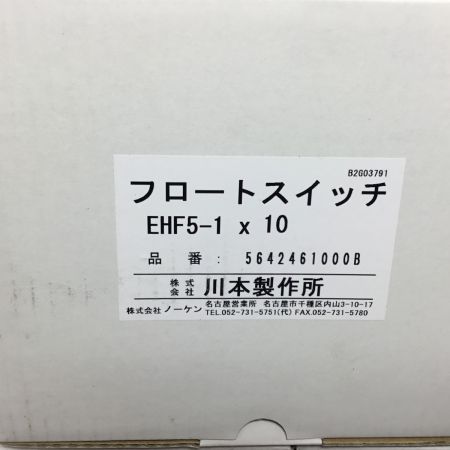 B2G03791
フロートスイッチ
EHF5-1 x 10
品 番: 5642461000B
株式会社 川本製作所
株式会社 ノーケン 名古屋営業所 名古屋市千種区内山3-10-17
TEL.052-731-5751(代) FAX.052-731-5780